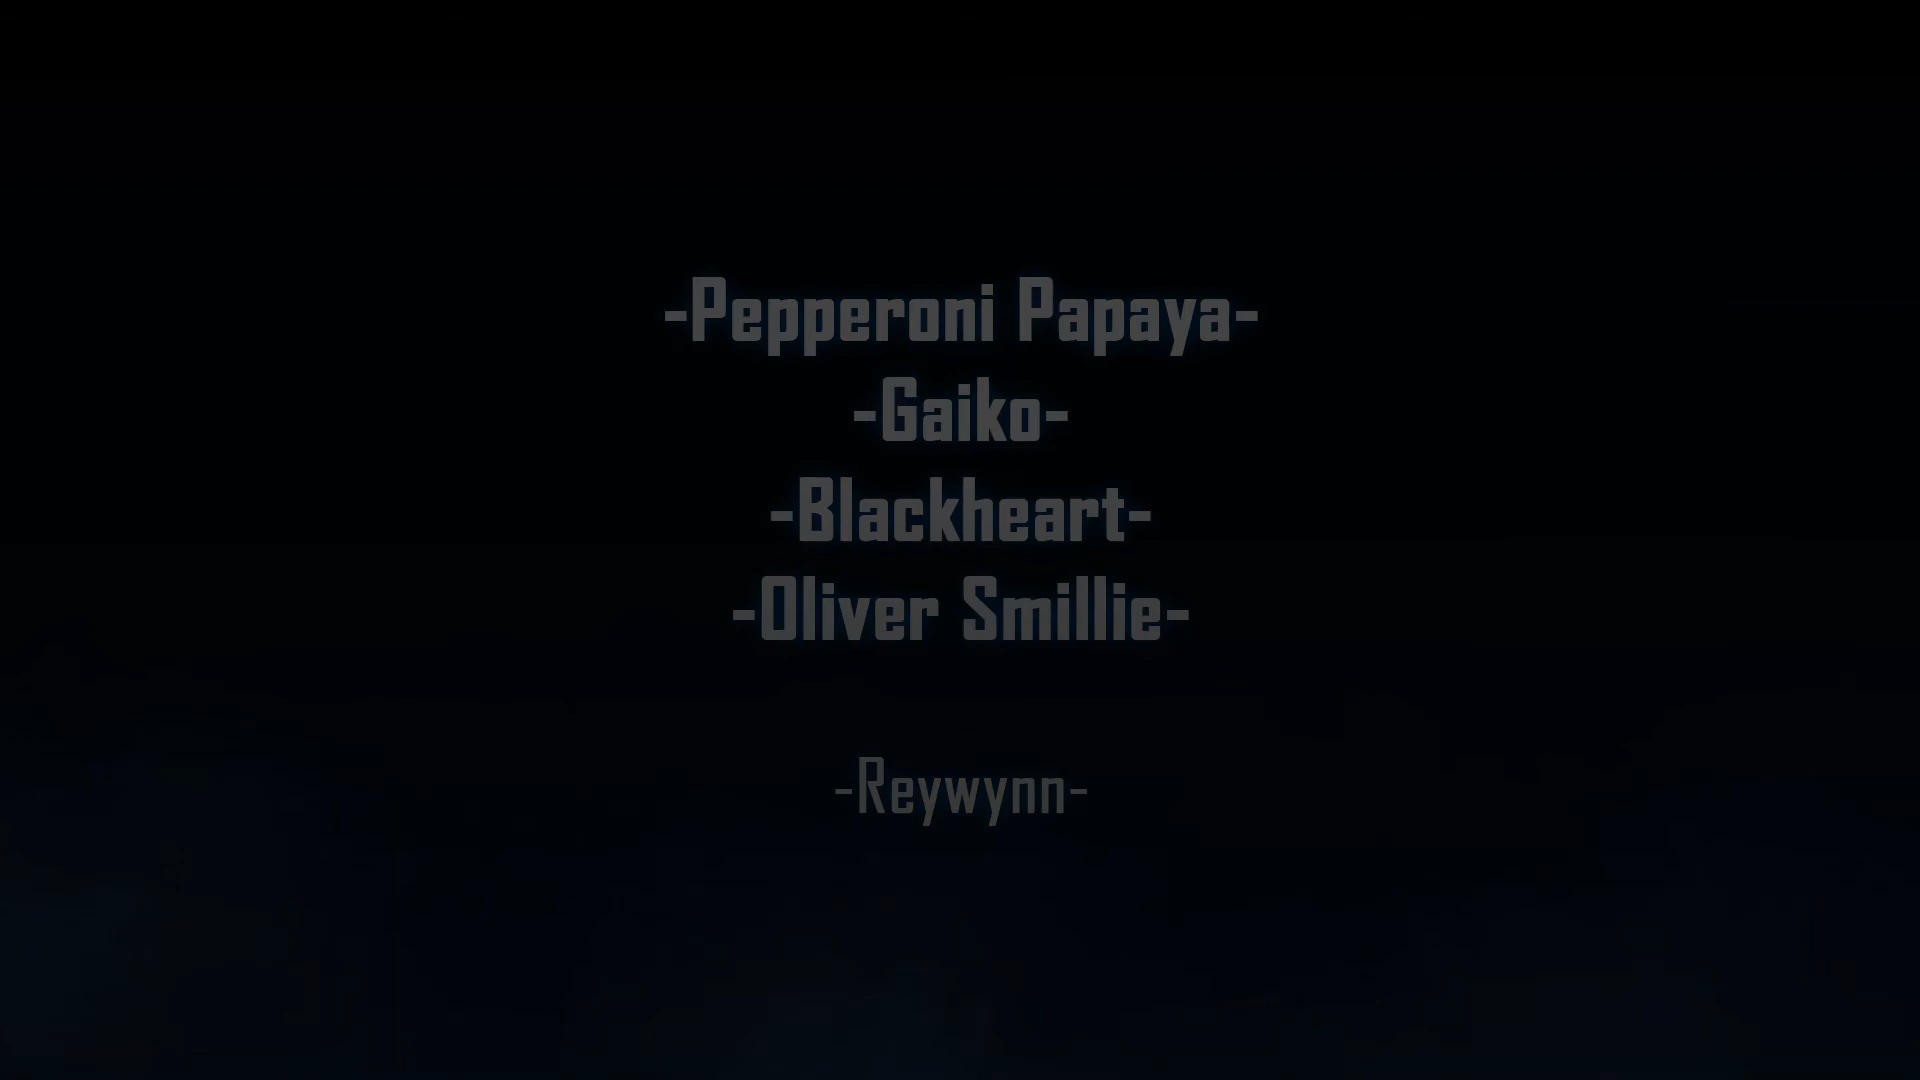 -Pepperoni Papaya-
-Gaiko-
-Blackheart-
-Oliver Smillie-
-Reywynn-